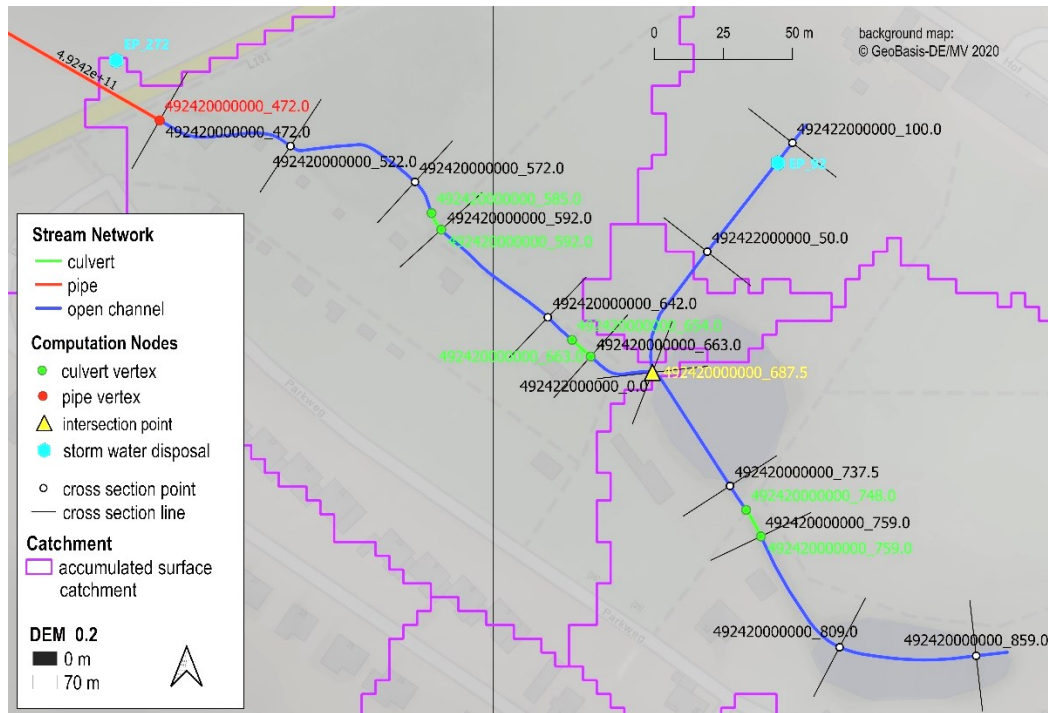 EP_272
4.9242e+11
0 25 50 m
background map:
© GeoBasis-DE/MV 2020
492420000000_472.0
492420000000_472.0
492420000000_522.0
492420000000_572.0
492422000000_100.0
EP_93
492420000000_585.0
492420000000_592.0
492420000000_592.0
492422000000_50.0
492420000000_642.0
492420000000_658.0
492420000000_663.0
492420000000_663.0
492422000000_0.0
492420000000_687.5
Parkweg
492420000000_737.5
492420000000_748.0
492420000000_759.0
492420000000_759.0
Parkweg
492420000000_809.0
492420000000_859.0
Stream Network
culvert
pipe
open channel
Computation Nodes
culvert vertex
pipe vertex
intersection point
storm water disposal
cross section point
cross section line
Catchment
accumulated surface
catchment
DEM 0.2
0 m
70 m